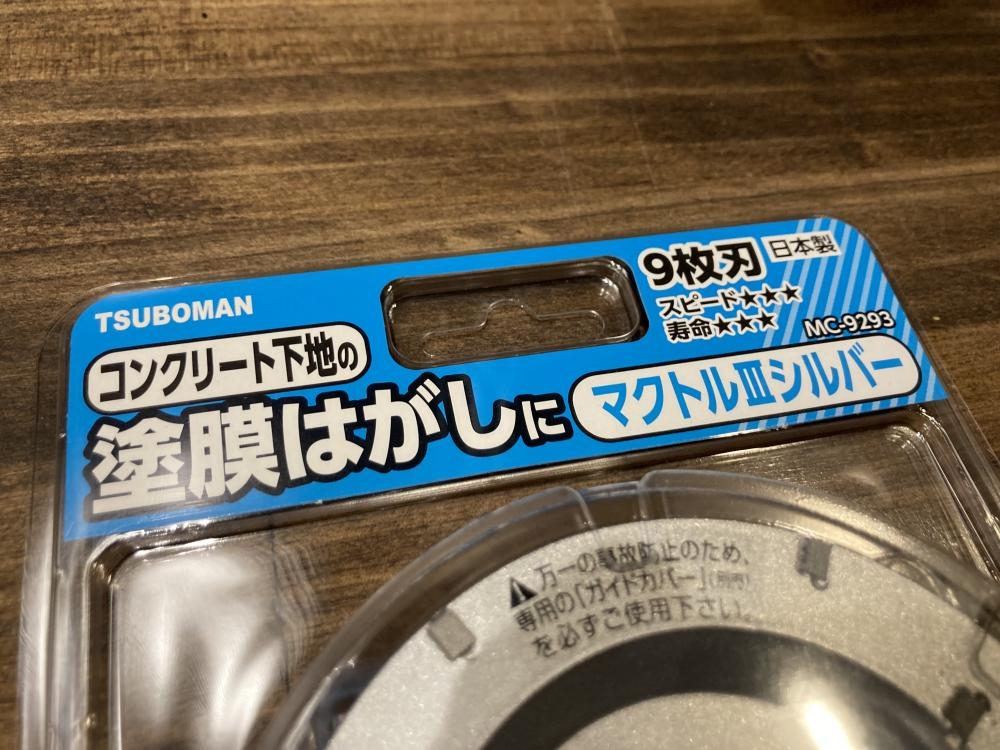 TSUBOMAN
9枚刃 日本製
スピード★★★
寿命★★★
MC-9293
コンクリート下地の
塗膜はがしに
マクトルⅢシルバー
⚠万一の事故防止のため、
専用の「ガイドカバー」(別売)
を必ずご使用下さい。